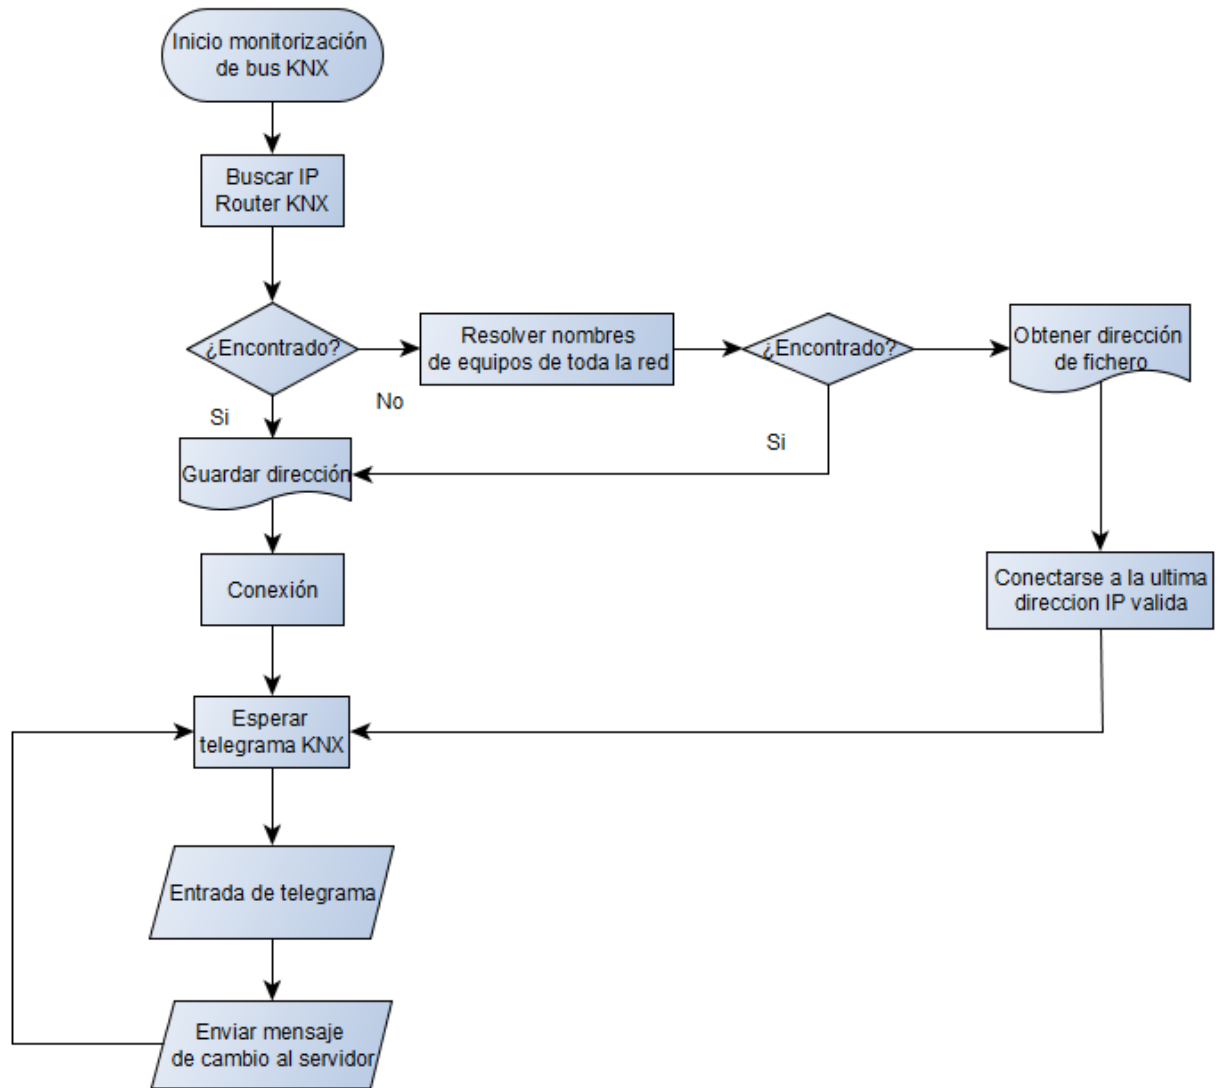 Inicio monitorización
de bus KNX
Buscar IP
Router KNX
¿Encontrado?
Resolver nombres
de equipos de toda la red
¿Encontrado?
Obtener dirección
de fichero
No
Si
Si
Guardar dirección
Conexión
Conectarse a la ultima
direccion IP valida
Esperar
telegrama KNX
Entrada de telegrama
Enviar mensaje
de cambio al servidor